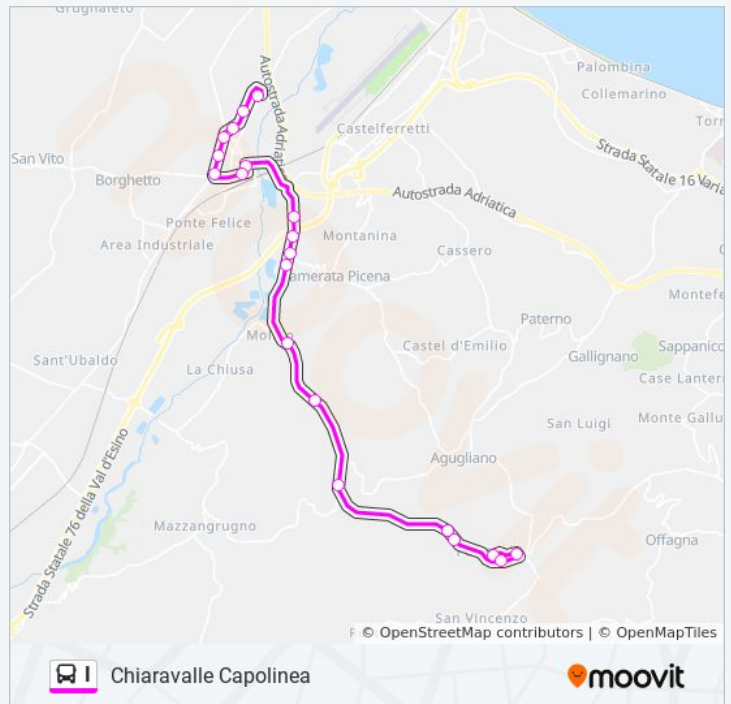 Grugnaleto
Autostrada Adriatica
Palombina
Collemarino
Torr
Castelferretti
Strada Statale 16 Varia
San Vito
Borghetto
Autostrada Adriatica
Ponte Felice
Montanina
Area Industriale
Cassero
amerata Picena
Montefe
Paterno
Sant'Ubaldo
La Chiusa
Castel d'Emilio
Gallignano
Sappanico
Case Lanter
San Luigi
Monte Gallu
Strada Statale 76 della Val d'Esino
Agugliano
Mazzangrugno
Offagna
San Vincenzo
© OpenStreetMap contributors | © OpenMapTiles
I Chiaravalle Capolinea
moovit